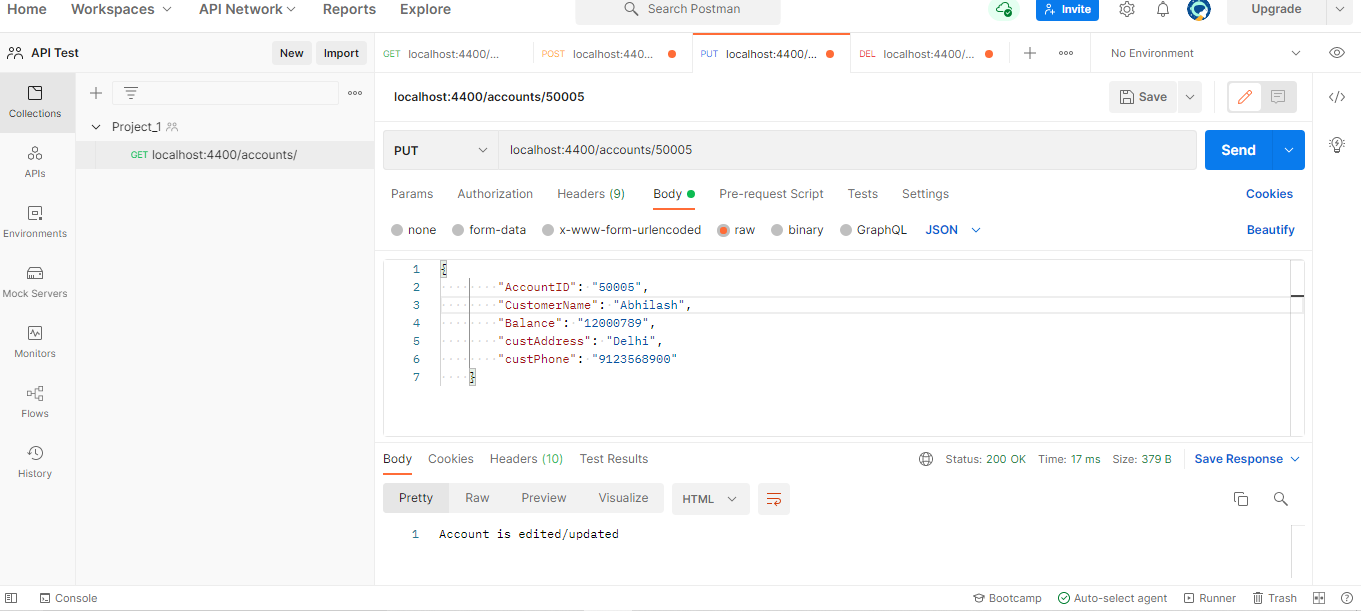 Home Workspaces API Network Reports Explore Search Postman Invite Upgrade
API Test New Import GET localhost:4400/... POST localhost:440... PUT localhost:4400/... DEL localhost:4400/... No Environment
Collections
APIs
Environments
Mock Servers
Monitors
Flows
History
Project_1
GET localhost:4400/accounts/
localhost:4400/accounts/50005 Save
PUT localhost:4400/accounts/50005 Send
Params Authorization Headers (9) Body Pre-request Script Tests Settings Cookies
none form-data x-www-form-urlencoded raw binary GraphQL JSON Beautify
1 {
2 "AccountID": "50005",
3 "CustomerName": "Abhilash",
4 "Balance": "12000789",
5 "custAddress": "Delhi",
6 "custPhone": "9123568900"
7 }
Body Cookies Headers (10) Test Results Status: 200 OK Time: 17 ms Size: 379 B Save Response
Pretty Raw Preview Visualize HTML
1 Account is edited/updated
Console Bootcamp Auto-select agent Runner Trash